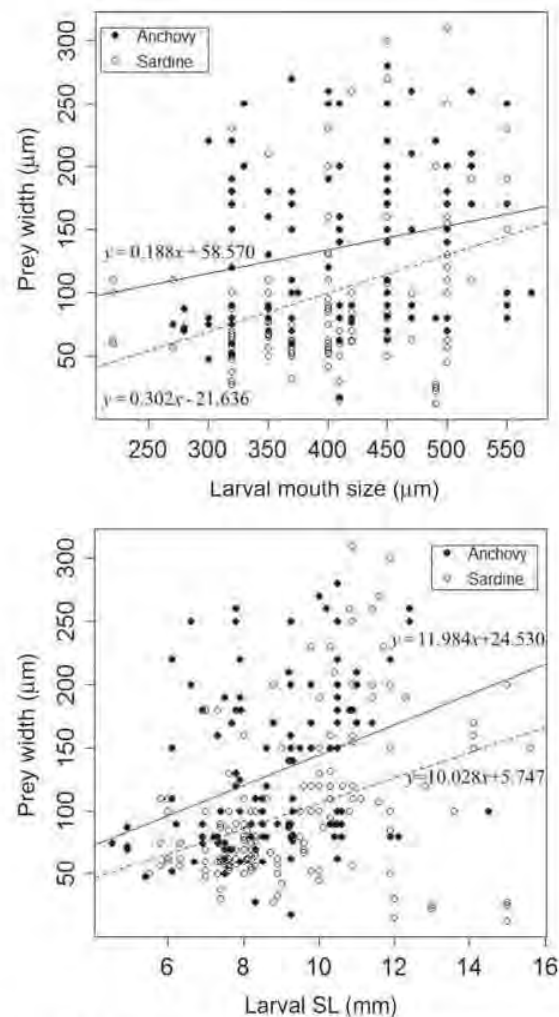 Anchovy
Sardine
Prey width (μm)
300
250
200
150
100
50
y=0.188x+58.570
y=0.302x-21.636
250 300 350 400 450 500 550
Larval mouth size (μm)
Anchovy
Sardine
Prey width (μm)
300
250
200
150
100
50
y=11.984x+24.530
y=10.028x+5.747
6 8 10 12 14 16
Larval SL (mm)